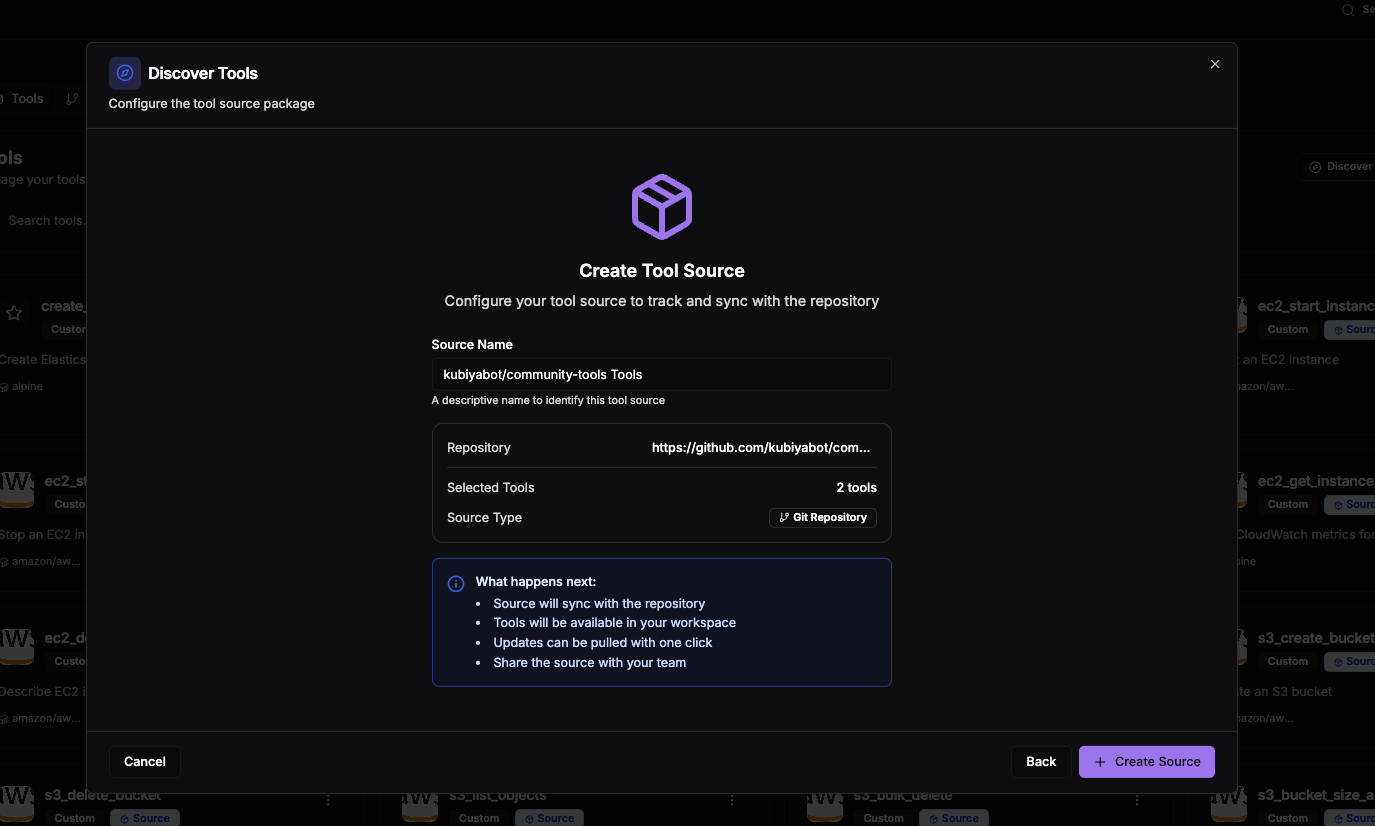 Se
Discover Tools
Configure the tool source package
Tools
ols
age your tools
Discover
Search tools.
Create Tool Source
Configure your tool source to track and sync with the repository
create_
Custor
Create Elastics
alpine
ec2_start_instanc
Custom Sourc
an EC2 instance
nazon/aw...
Source Name
kubiyabot/community-tools Tools
A descriptive name to identify this tool source
Repository https://github.com/kubiyabot/com...
Selected Tools 2 tools
Source Type Git Repository
ec2_st
Custo
Stop an EC2 in
amazon/aw...
ec2_get_instance_
Custom Sourc
CloudWatch metrics for
pine
What happens next:
• Source will sync with the repository
• Tools will be available in your workspace
• Updates can be pulled with one click
• Share the source with your team
ec2_de
Custo
Describe EC2 i
amazon/aw...
s3_create_bucket
Custom Sourc
te an S3 bucket
nazon/aw...
Cancel Back + Create Source
s3_delete_bucket
Custom Source
s3_list_objects
Custom Source
s3_bulk_delete
Custom Source
s3_bucket_size_a
Custom Sourc